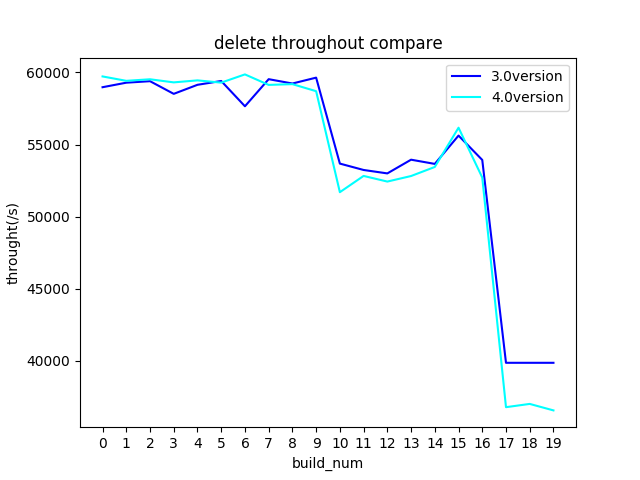 delete throughout compare
3.0version
4.0version
throught(/s)
60000
55000
50000
45000
40000
0 1 2 3 4 5 6 7 8 9 10 11 12 13 14 15 16 17 18 19
build_num